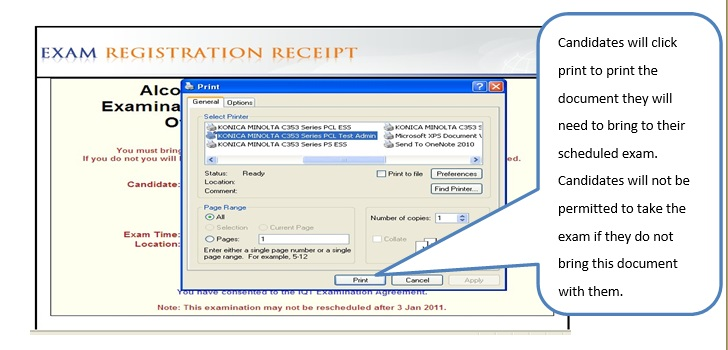 EXAM REGISTRATION RECEIPT
Alco
Examina
O
You must bring
If you do not you will
ed.
Candidate:
Exam Time:
Location:
You have consented to the IQT Examination Agreement.
Note: This examination may not be rescheduled after 3 Jan 2011.
Print
General Options
Select Printer
KONICA MINOLTA C353 Series PCL ESS
KONICA MINOLTA C353 Series PCL Test Admin
KONICA MINOLTA C353 Series PS ESS
KONICA MINOLTA C353 S
Microsoft XPS Document
Send To OneNote 2010
Status: Ready
Location:
Comment:
Print to file
Preferences
Find Printer...
Page Range
All
Selection Current Page
Pages: 1
Enter either a single page number or a single
page range. For example, 5-12
Number of copies: 1
Collate
Print Cancel Apply
Candidates will click
print to print the
document they will
need to bring to their
scheduled exam.
Candidates will not be
permitted to take the
exam if they do not
bring this document
with them.